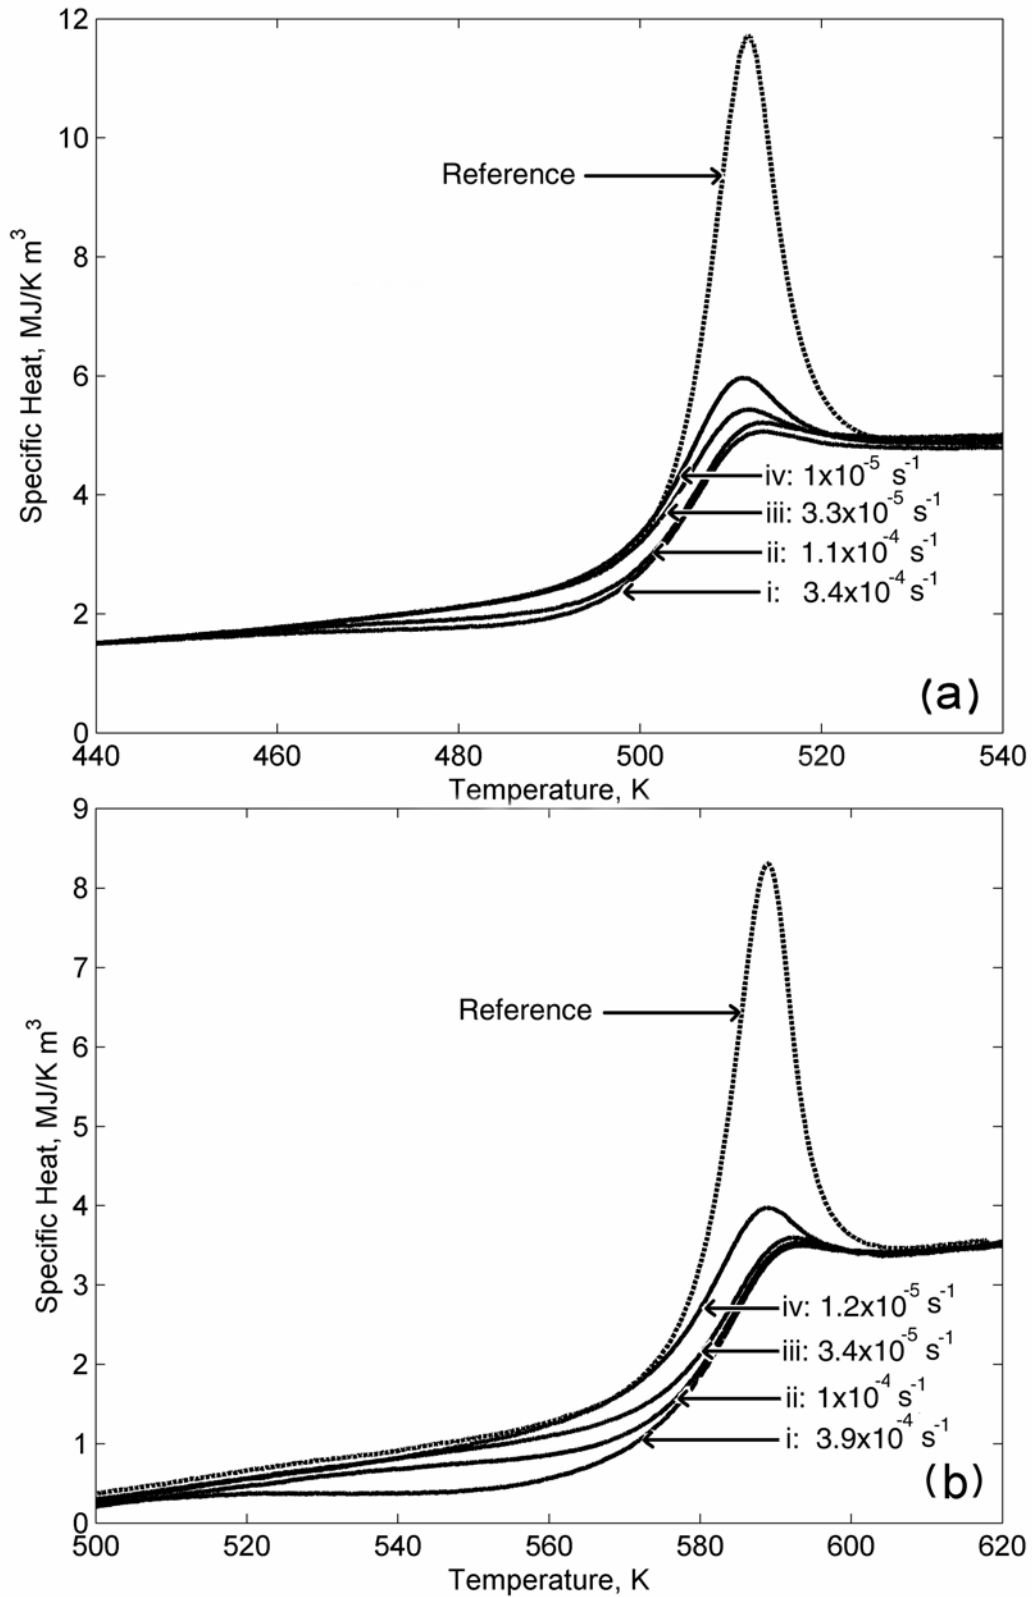 12
10
8
6
4
2
0
Specific Heat, MJ/K m³
Reference
iv: 1x10⁻⁵ s⁻¹
iii: 3.3x10⁻⁵ s⁻¹
ii: 1.1x10⁻⁴ s⁻¹
i: 3.4x10⁻⁴ s⁻¹
(a)
440 460 480 500 520 540
Temperature, K
9
8
7
6
5
4
3
2
1
0
Specific Heat, MJ/K m³
Reference
iv: 1.2x10⁻⁵ s⁻¹
iii: 3.4x10⁻⁵ s⁻¹
ii: 1x10⁻⁴ s⁻¹
i: 3.9x10⁻⁴ s⁻¹
(b)
500 520 540 560 580 600 620
Temperature, K